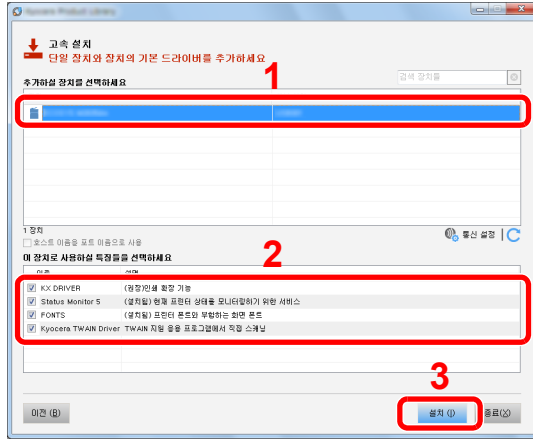 Kyocera Product Library
고속 설치
단일 장치와 장치의 기본 드라이버를 추가하세요
1
추가하실 장치를 선택하세요
검색 장치들
1 장치
호스트 이름을 포트 이름으로 사용
통신 설정
2
이 장치로 사용하실 특징들을 선택하세요
이름 설명
KX DRIVER (권장)인쇄 확장 기능
Status Monitor 5 (설치됨) 현재 프린터 상태를 모니터링하기 위한 서비스
FONTS (설치됨) 프린터 폰트와 부합하는 화면 폰트
Kyocera TWAIN Driver TWAIN 지원 응용 프로그램에서 직접 스캐닝
3
이전 (B)
설치 (I)
종료(X)